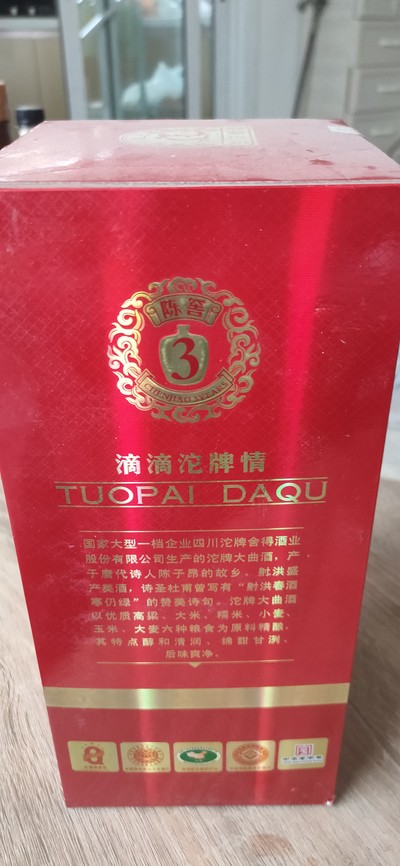 陈窖
3
CHENJIAO 3 YEARS
滴滴沱牌情
TUOPAI DAQU
国家大型一档企业四川沱牌舍得酒业
股份有限公司生产的沱牌大曲酒，产
于唐代诗人陈子昂的故乡、射洪盛
产美酒，诗圣杜甫曾写有“射洪春酒
寒仍绿”的赞美诗句。沱牌大曲酒
以优质高粱、大米、糯米、小麦、
玉米、大麦六种粮食为原料精酿，
其特点醇和清润、绵甜甘洌、
后味爽净。